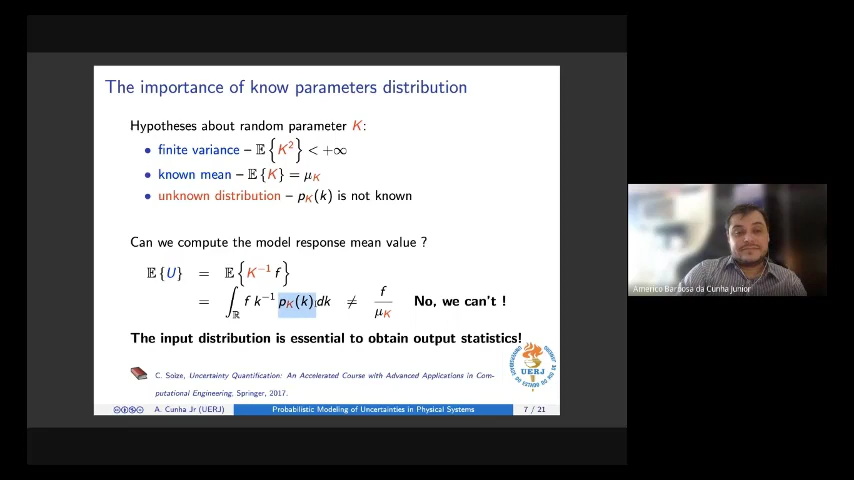 The importance of know parameters distribution
Hypotheses about random parameter K:
• finite variance – 𝔼{K²} < +∞
• known mean – 𝔼{K} = μ_K
• unknown distribution – p_K(k) is not known
Can we compute the model response mean value ?
𝔼{U} = 𝔼{K⁻¹ f}
= ∫_ℝ f k⁻¹ p_K(k) dk ≠ f/μ_K No, we can't !
The input distribution is essential to obtain output statistics!
C. Soize, Uncertainty Quantification: An Accelerated Course with Advanced Applications in Com-
putational Engineering, Springer, 2017.
UERJ
A. Cunha Jr (UERJ) Probabilistic Modeling of Uncertainties in Physical Systems 7 / 21
Americo Barbosa da Cunha Junior